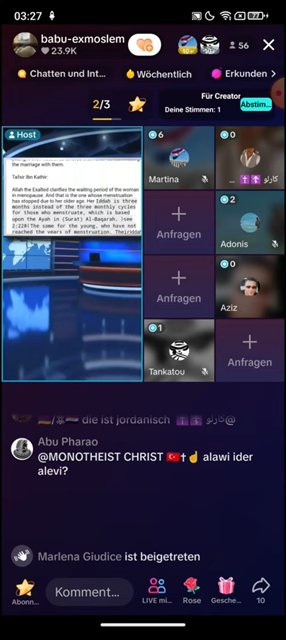 03:27
77
babu-exmoslem
23.9K
56
Chatten und Int...
Wöchentlich
Erkunden
2/3
Für Creator
Deine Stimmen: 1
Abstim...
Host
the marriage with them.
Tafsir Ibn Kathir:
Allah the Exalted clarifies the waiting period of the woman
in menopause. And that is the one whose menstruation
has stopped due to her older age. Her Iddah is three
months instead of the three monthly cycles
for those who menstruate, which is based
upon the Ayah in (Surat) Al-Baqarah. (see
2:228)The same for the young, who have not
reached the years of menstruation. Their
6
Martina
0
... كارلو
Anfragen
2
Adonis
Anfragen
0
Aziz
1
Tankatou
Anfragen
die ist jordanisch كارلو@
Abu Pharao
@MONOTHEIST CHRIST 🇹🇷✝☝ alawi ider
alevi?
Marlena Giudice ist beigetreten
Kommentar...
Abonn...
LIVE mi...
Rose
Gesche...
10